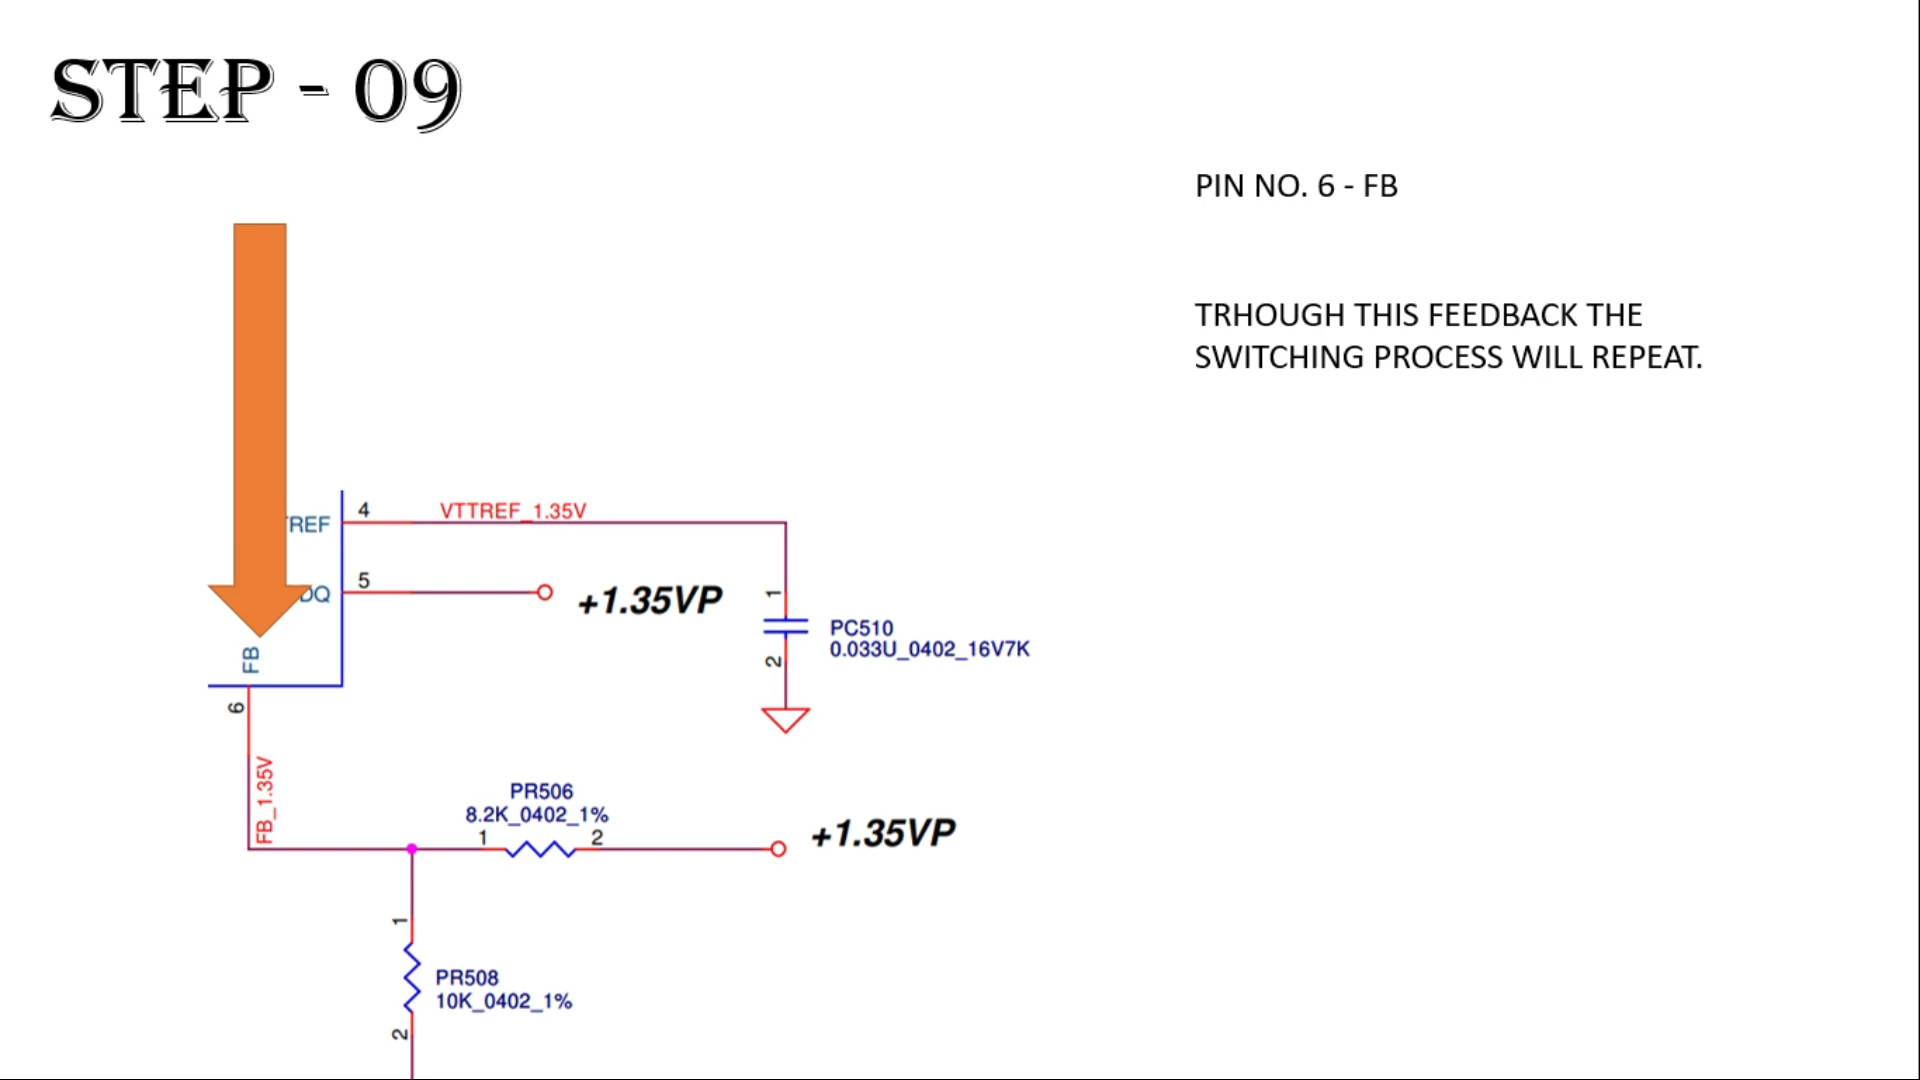 STEP - 09
PIN NO. 6 - FB
TRHOUGH THIS FEEDBACK THE
SWITCHING PROCESS WILL REPEAT.
4
VTTREF_1.35V
REF
5
DQ
+1.35VP
1
PC510
0.033U_0402_16V7K
2
FB
6
FB_1.35V
PR506
8.2K_0402_1%
1
2
+1.35VP
1
PR508
10K_0402_1%
2